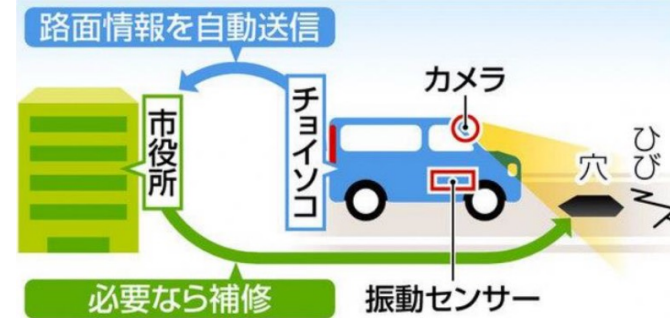 路面情報を自動送信
カメラ
チョイソコ
市役所
ひび
穴
必要なら補修
振動センサー